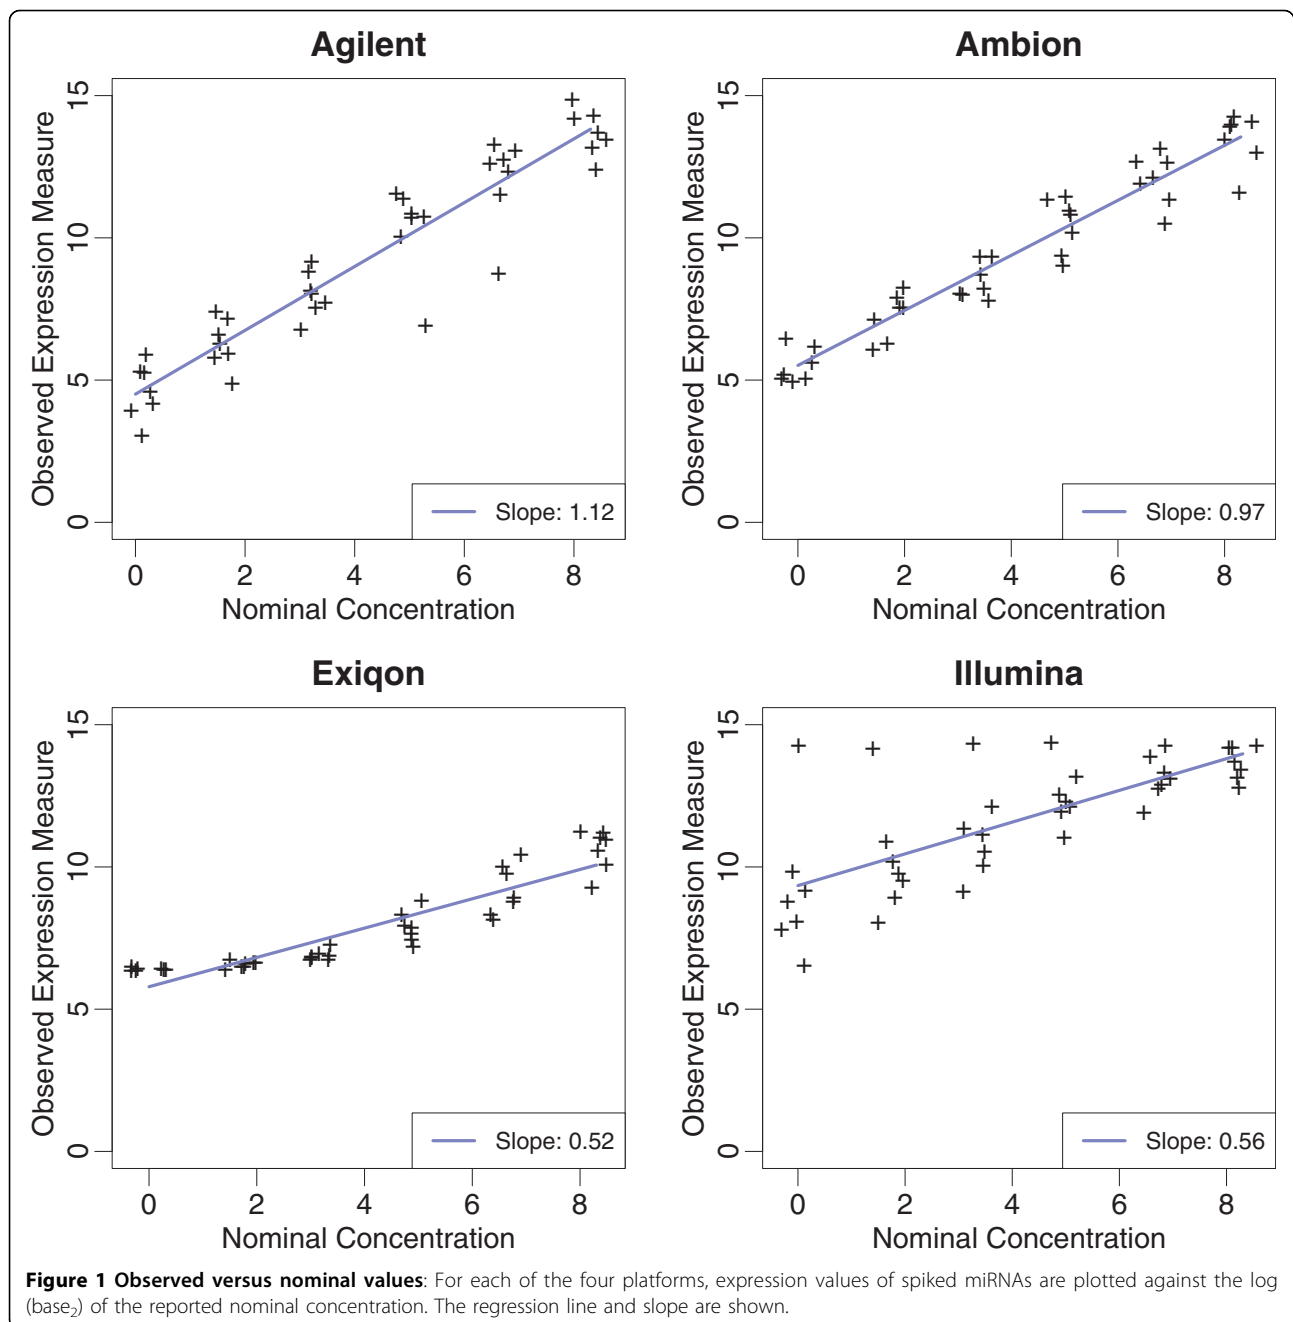 Agilent
Observed Expression Measure
15
10
5
0
Slope: 1.12
0 2 4 6 8
Nominal Concentration
Ambion
Observed Expression Measure
15
10
5
0
Slope: 0.97
0 2 4 6 8
Nominal Concentration
Exiqon
Observed Expression Measure
15
10
5
0
Slope: 0.52
0 2 4 6 8
Nominal Concentration
Illumina
Observed Expression Measure
15
10
5
0
Slope: 0.56
0 2 4 6 8
Nominal Concentration
Figure 1 Observed versus nominal values: For each of the four platforms, expression values of spiked miRNAs are plotted against the log
(base₂) of the reported nominal concentration. The regression line and slope are shown.